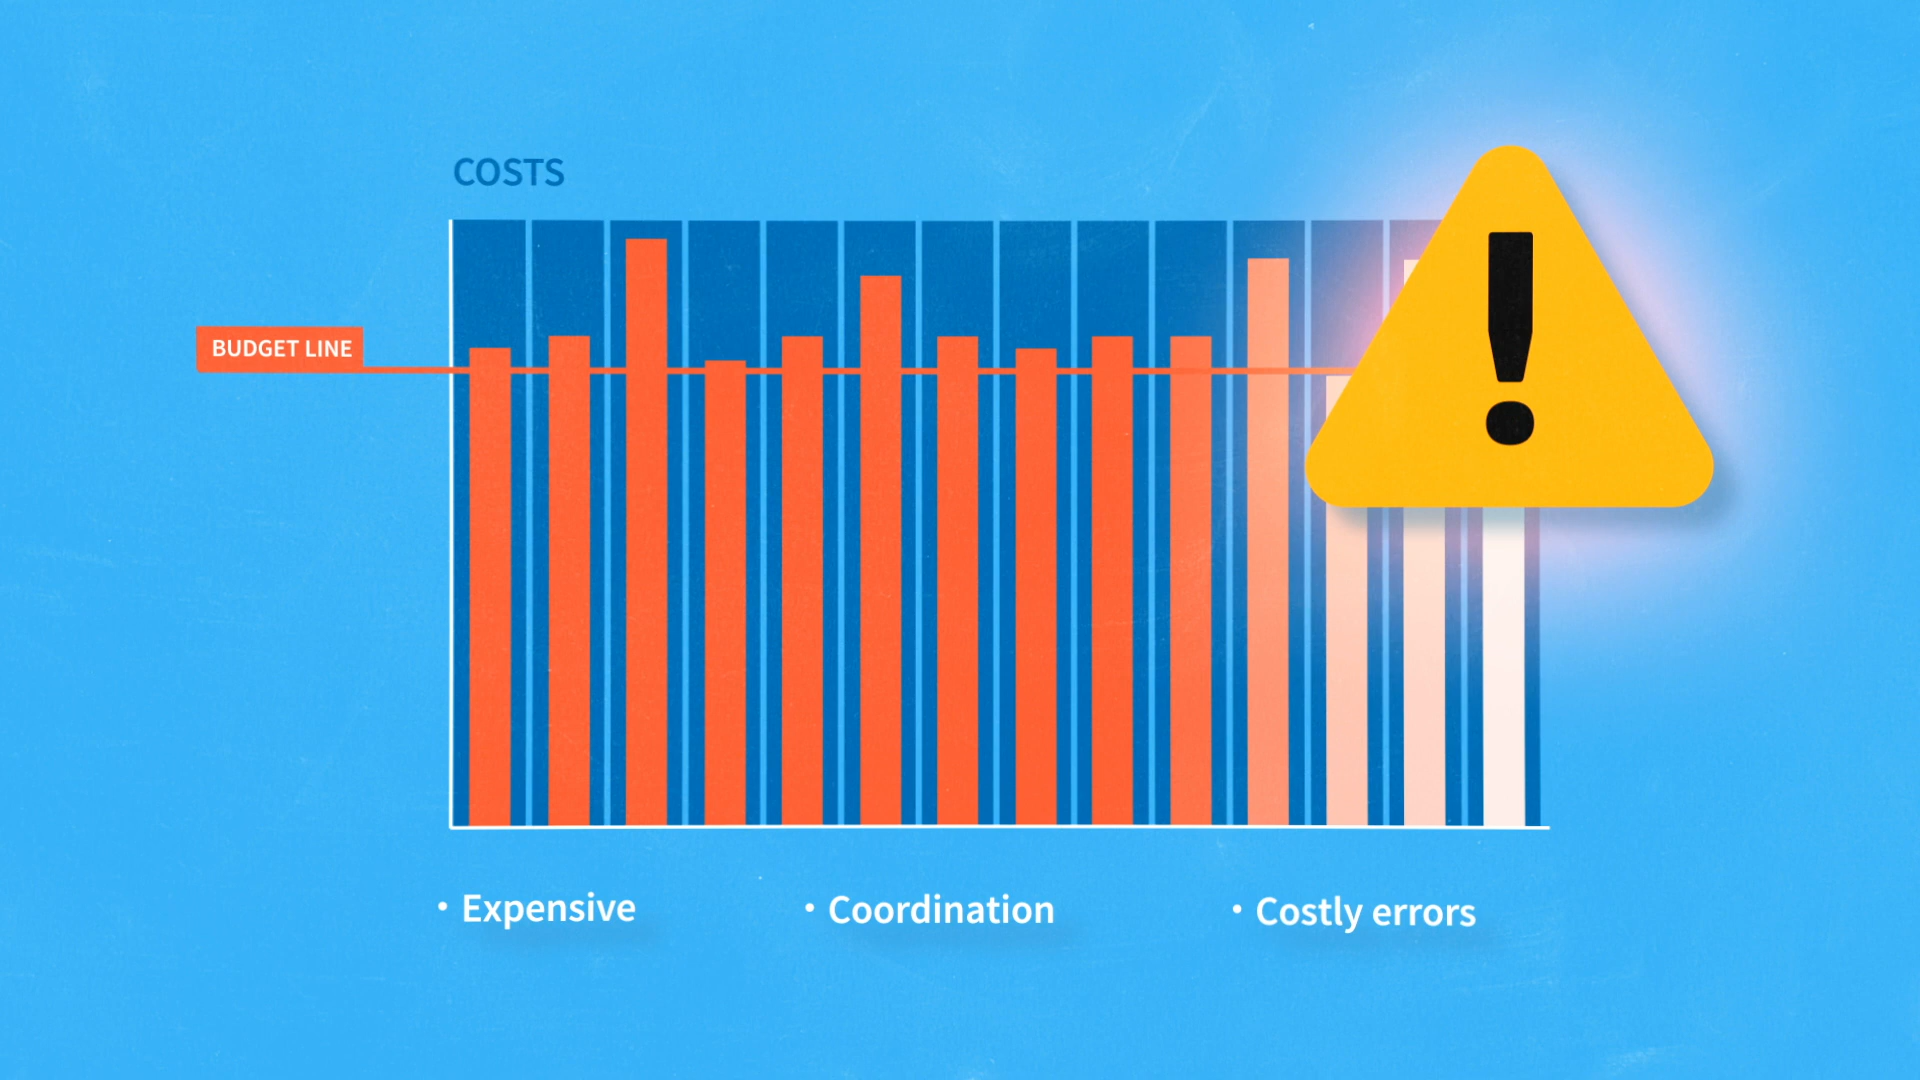 COSTS
BUDGET LINE
!
• Expensive
• Coordination
• Costly errors